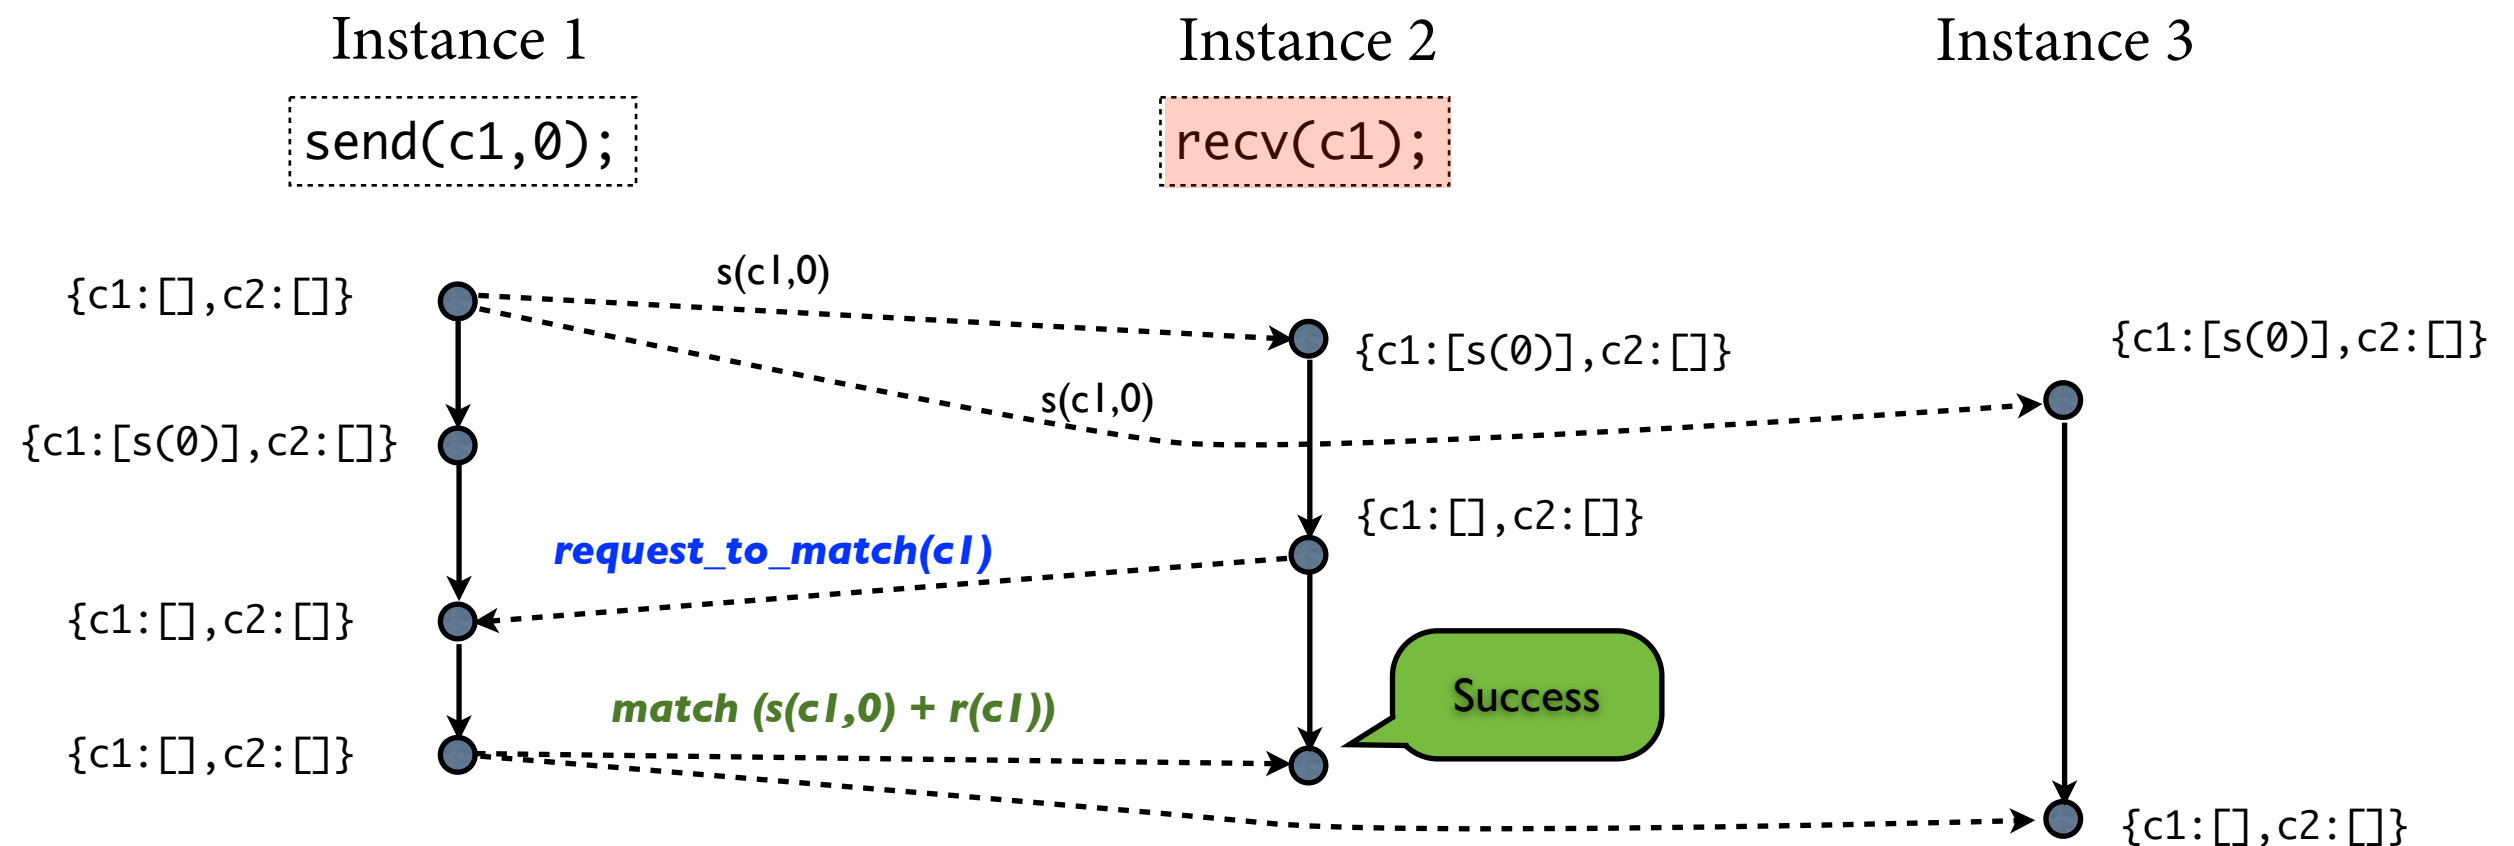 Instance 1
Instance 2
Instance 3
send(c1,0);
recv(c1);
s(c1,0)
{c1:[],c2:[]}
{c1:[s(0)],c2:[]}
{c1:[s(0)],c2:[]}
s(c1,0)
{c1:[s(0)],c2:[]}
{c1:[],c2:[]}
request_to_match(c1)
{c1:[],c2:[]}
match (s(c1,0) + r(c1))
Success
{c1:[],c2:[]}
{c1:[],c2:[]}